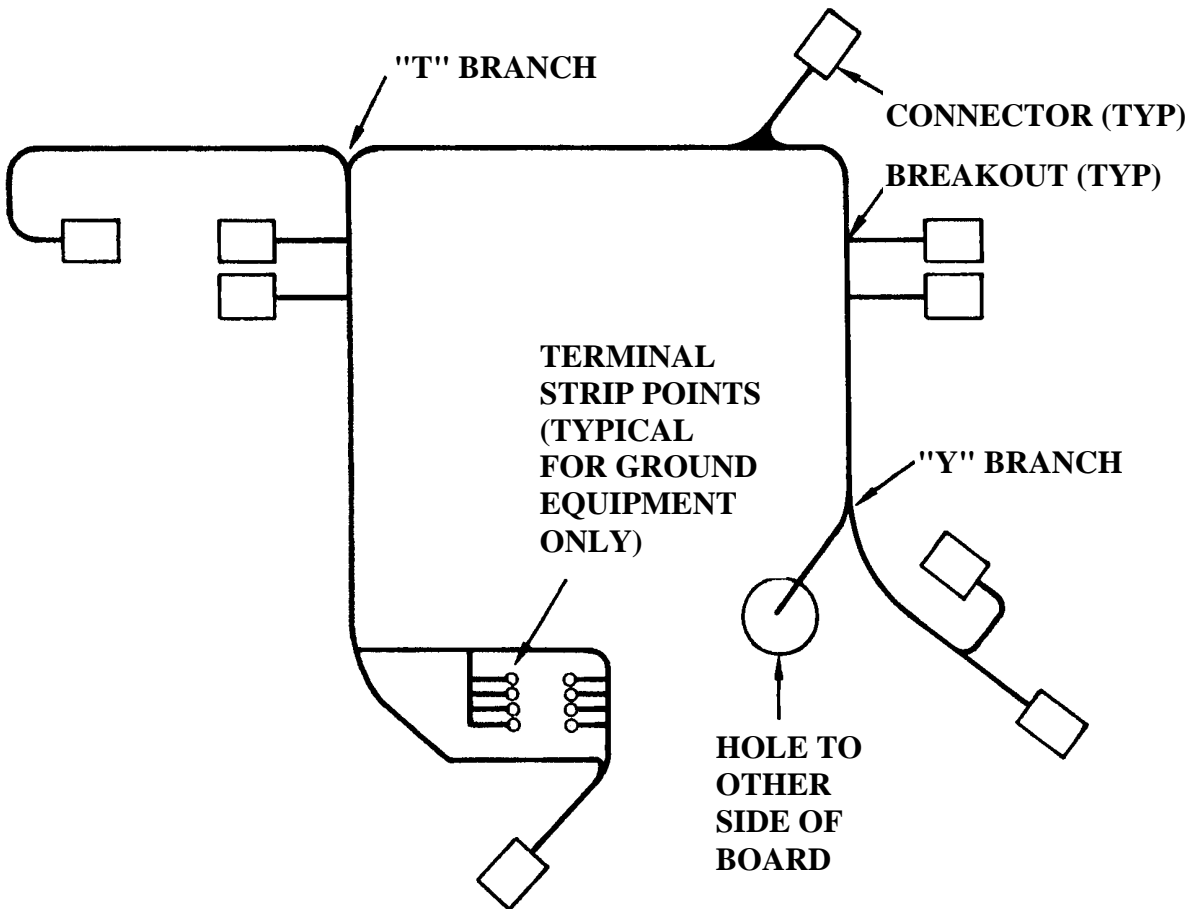 "T" BRANCH
CONNECTOR (TYP)
BREAKOUT (TYP)
TERMINAL
STRIP POINTS
(TYPICAL
FOR GROUND
EQUIPMENT
ONLY)
"Y" BRANCH
HOLE TO
OTHER
SIDE OF
BOARD